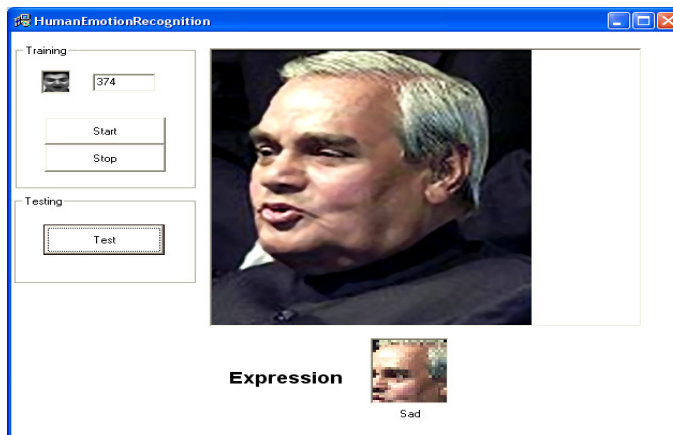 HumanEmotionRecognition
Training
374
Start
Stop
Testing
Test
Expression
Sad